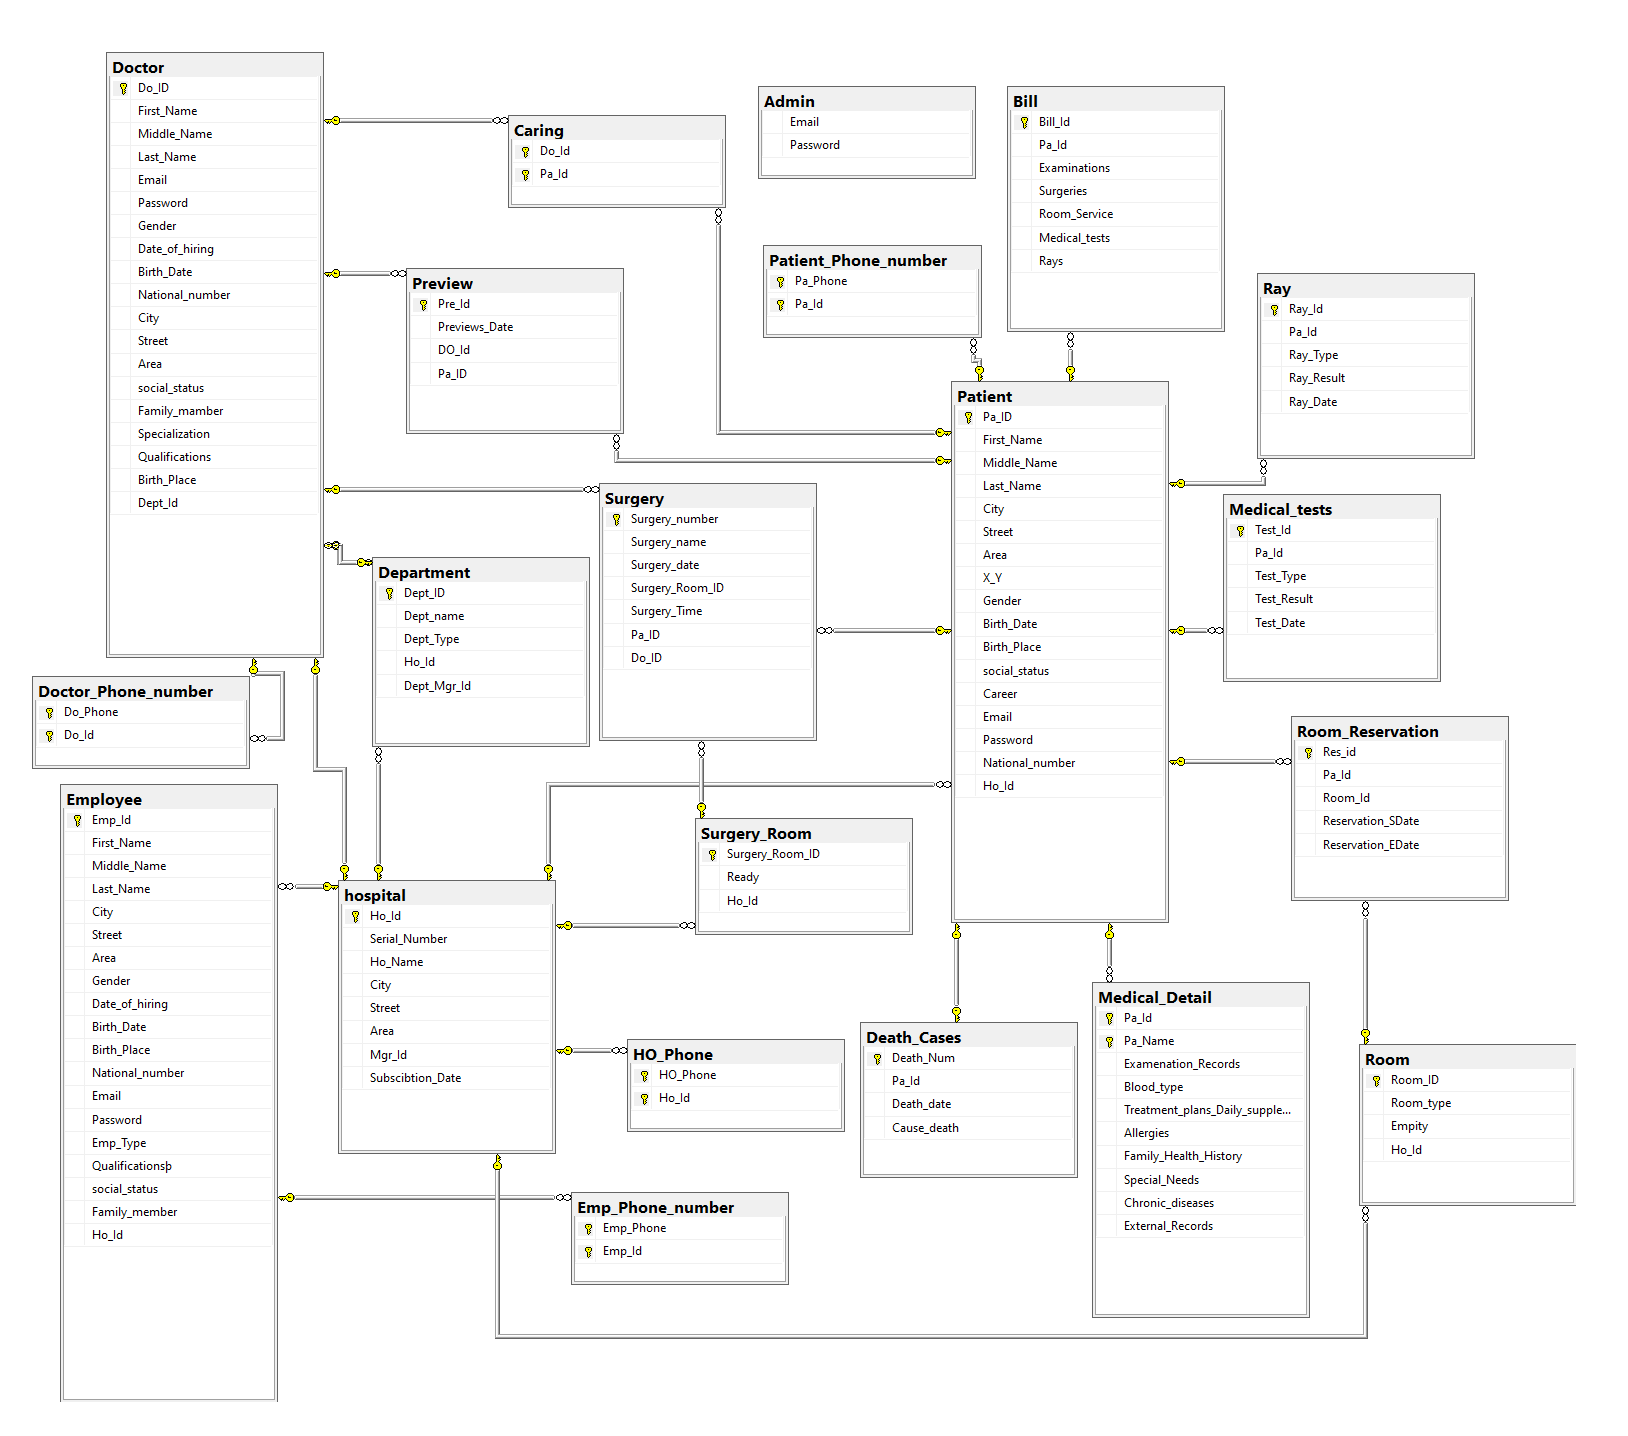 Doctor
Do_ID
First_Name
Middle_Name
Last_Name
Email
Password
Gender
Date_of_hiring
Birth_Date
National_number
City
Street
Area
social_status
Family_mamber
Specialization
Qualifications
Birth_Place
Dept_Id
Caring
Do_Id
Pa_Id
Admin
Email
Password
Bill
Bill_Id
Pa_Id
Examinations
Surgeries
Room_Service
Medical_tests
Rays
Preview
Pre_Id
Previews_Date
DO_Id
Pa_ID
Patient_Phone_number
Pa_Phone
Pa_Id
Ray
Ray_Id
Pa_Id
Ray_Type
Ray_Result
Ray_Date
Patient
Pa_ID
First_Name
Middle_Name
Last_Name
City
Street
Area
X_Y
Gender
Birth_Date
Birth_Place
social_status
Career
Email
Password
National_number
Ho_Id
Surgery
Surgery_number
Surgery_name
Surgery_date
Surgery_Room_ID
Surgery_Time
Pa_ID
Do_ID
Medical_tests
Test_Id
Pa_Id
Test_Type
Test_Result
Test_Date
Department
Dept_ID
Dept_name
Dept_Type
Ho_Id
Dept_Mgr_Id
Doctor_Phone_number
Do_Phone
Do_Id
Room_Reservation
Res_id
Pa_Id
Room_Id
Reservation_SDate
Reservation_EDate
Employee
Emp_Id
First_Name
Middle_Name
Last_Name
City
Street
Area
Gender
Date_of_hiring
Birth_Date
Birth_Place
National_number
Email
Password
Emp_Type
Qualificationsþ
social_status
Family_member
Ho_Id
Surgery_Room
Surgery_Room_ID
Ready
Ho_Id
hospital
Ho_Id
Serial_Number
Ho_Name
City
Street
Area
Mgr_Id
Subscibtion_Date
HO_Phone
HO_Phone
Ho_Id
Death_Cases
Death_Num
Pa_Id
Death_date
Cause_death
Medical_Detail
Pa_Id
Pa_Name
Examenation_Records
Blood_type
Treatment_plans_Daily_supple...
Allergies
Family_Health_History
Special_Needs
Chronic_diseases
External_Records
Room
Room_ID
Room_type
Empity
Ho_Id
Emp_Phone_number
Emp_Phone
Emp_Id